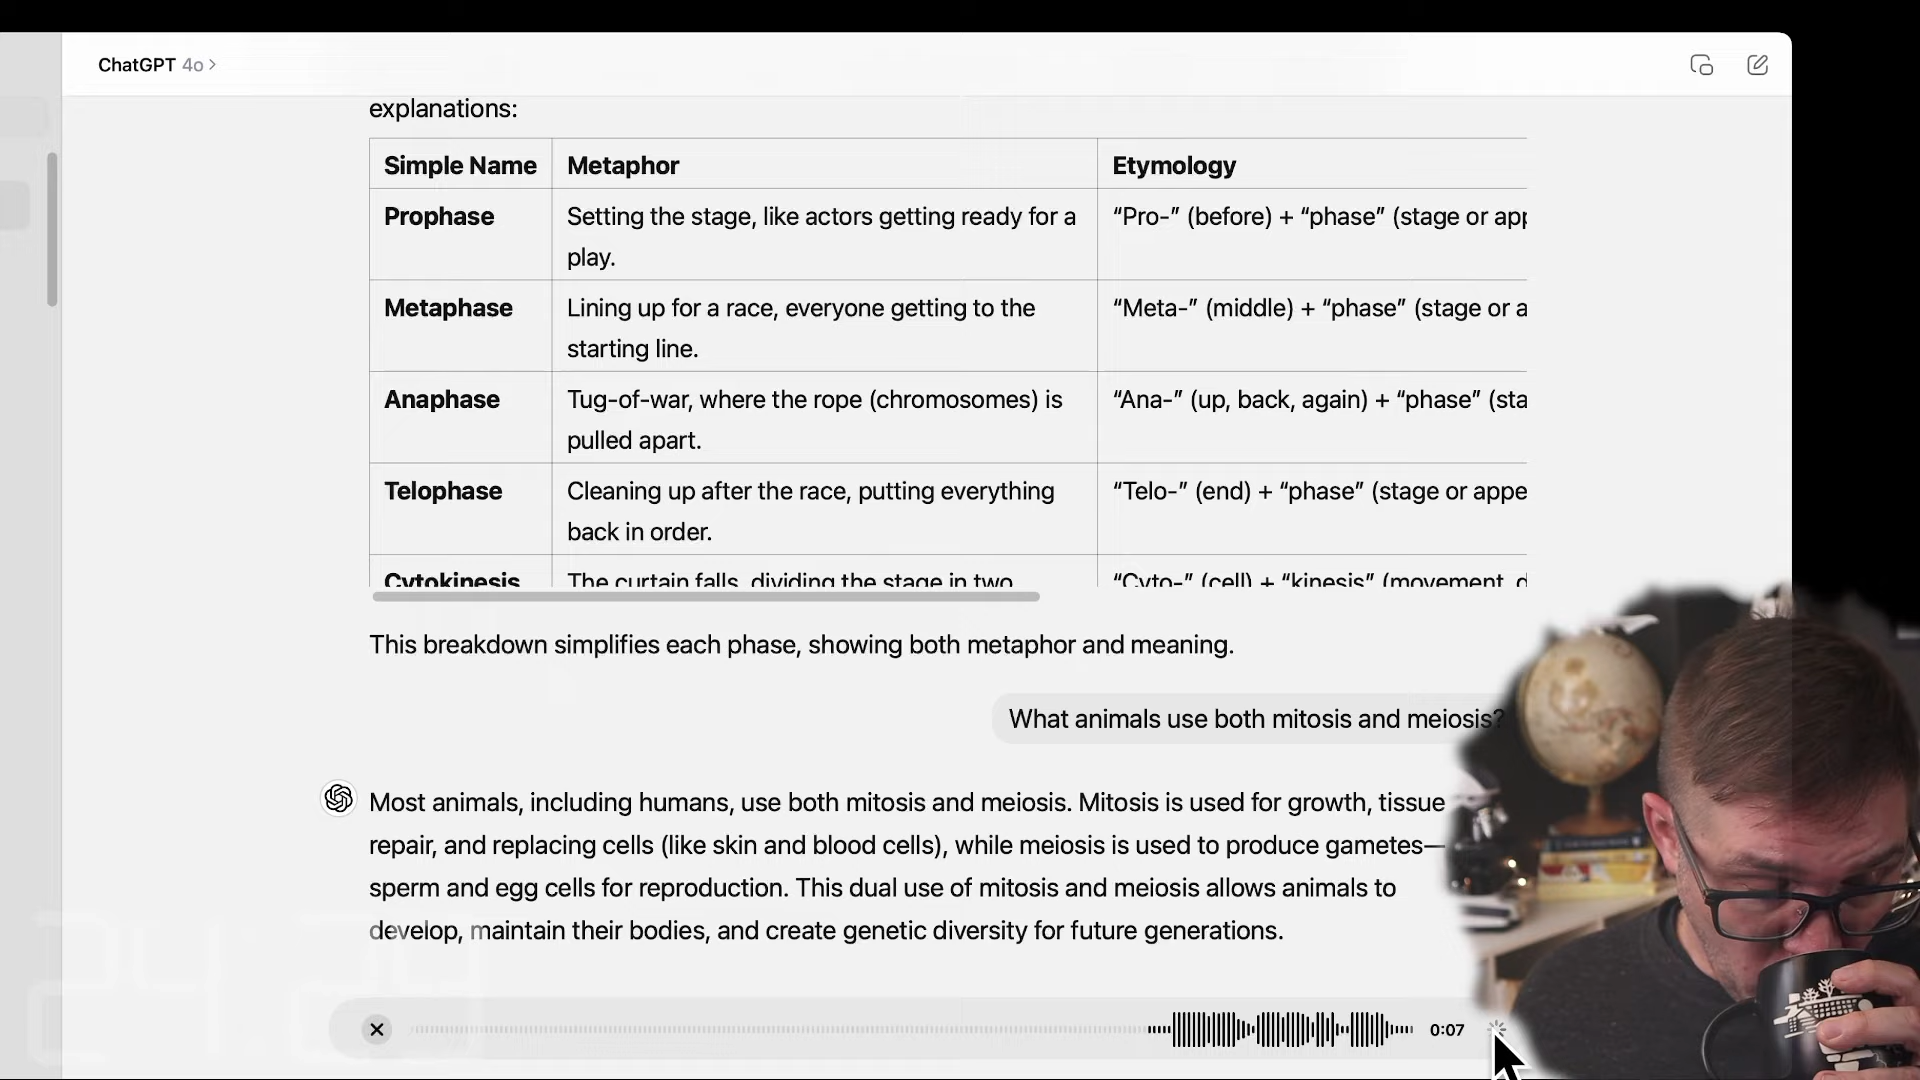 ChatGPT 4o >
explanations:
Simple Name Metaphor Etymology
Prophase Setting the stage, like actors getting ready for a “Pro-” (before) + “phase” (stage or app
play.
Metaphase Lining up for a race, everyone getting to the “Meta-” (middle) + “phase” (stage or a
starting line.
Anaphase Tug-of-war, where the rope (chromosomes) is “Ana-” (up, back, again) + “phase” (sta
pulled apart.
Telophase Cleaning up after the race, putting everything “Telo-” (end) + “phase” (stage or appe
back in order.
Cytokinesis The curtain falls, dividing the stage in two “Cyto-” (cell) + “kinesis” (movement, d
This breakdown simplifies each phase, showing both metaphor and meaning.
What animals use both mitosis and meiosis?
Most animals, including humans, use both mitosis and meiosis. Mitosis is used for growth, tissue
repair, and replacing cells (like skin and blood cells), while meiosis is used to produce gametes—
sperm and egg cells for reproduction. This dual use of mitosis and meiosis allows animals to
develop, maintain their bodies, and create genetic diversity for future generations.
0:07